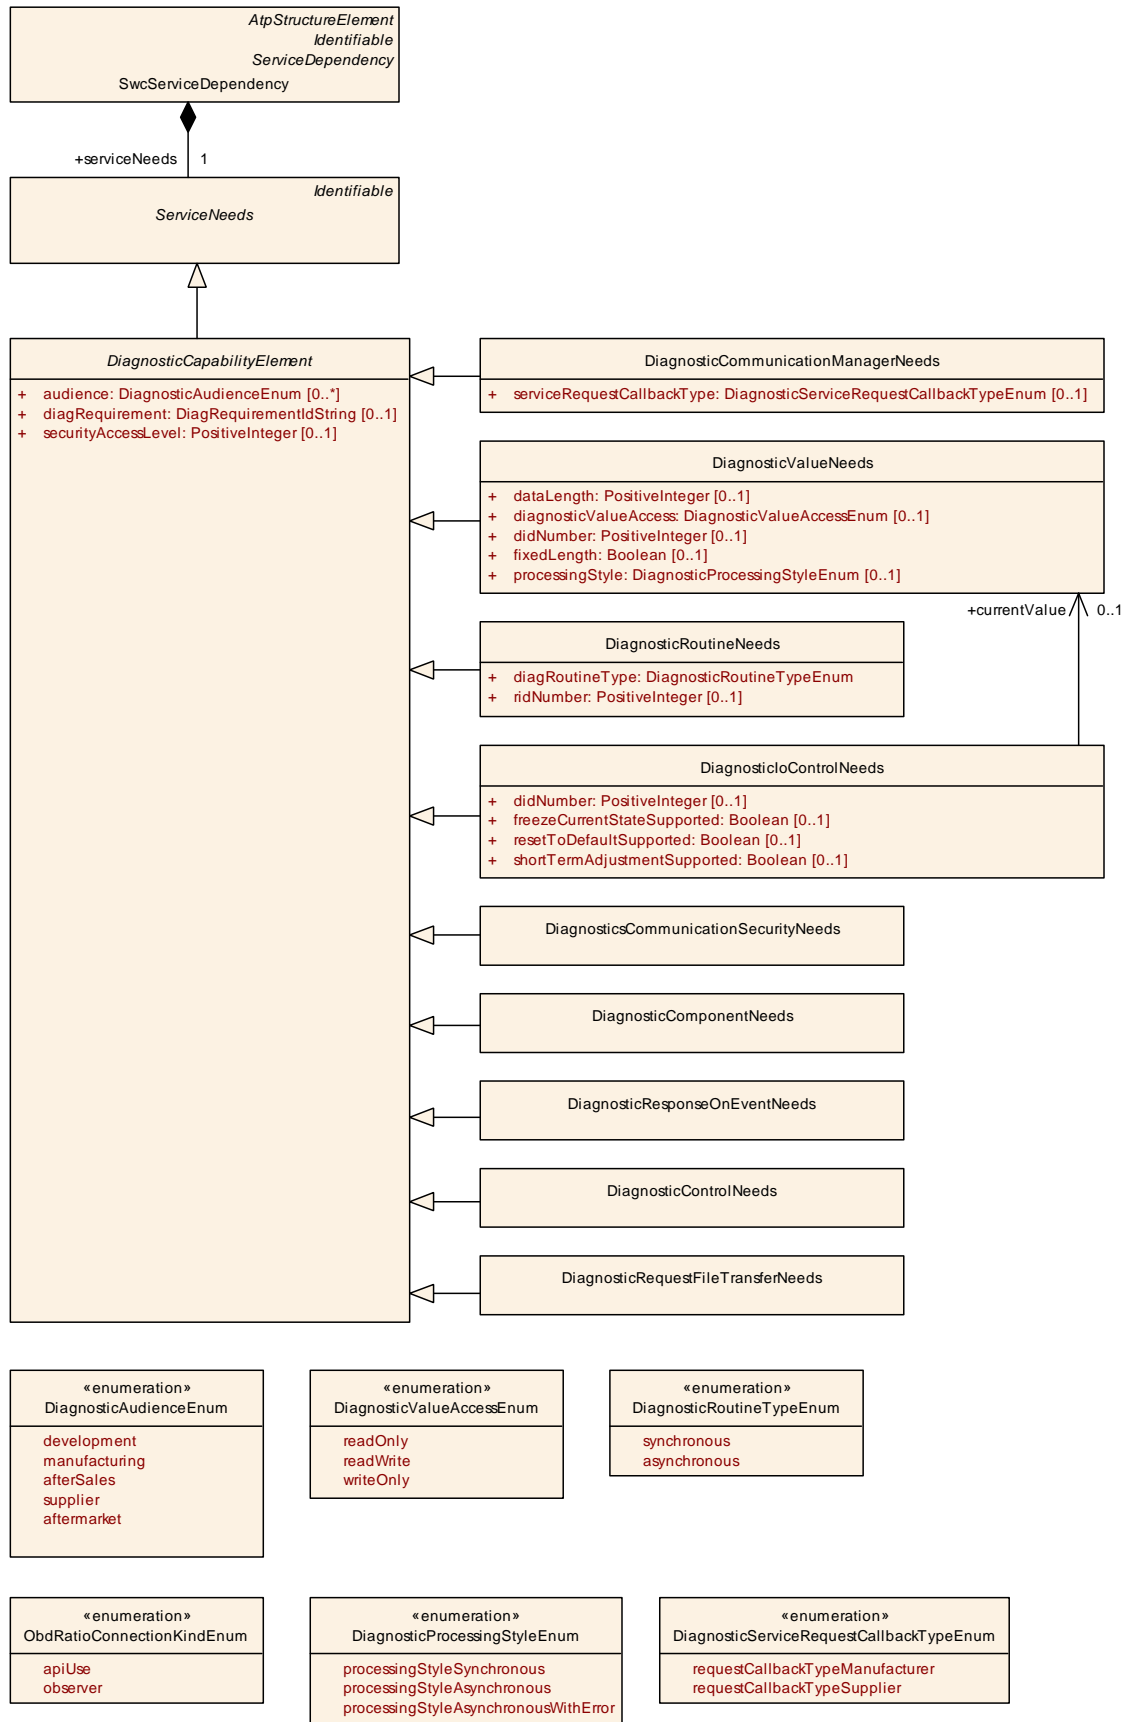 AtpStructureElement
Identifiable
ServiceDependency
SwcServiceDependency
+serviceNeeds 1
Identifiable
ServiceNeeds
DiagnosticCapabilityElement
+ audience: DiagnosticAudienceEnum [0..*]
+ diagRequirement: DiagRequirementIdString [0..1]
+ securityAccessLevel: PositiveInteger [0..1]
DiagnosticCommunicationManagerNeeds
+ serviceRequestCallbackType: DiagnosticServiceRequestCallbackTypeEnum [0..1]
DiagnosticValueNeeds
+ dataLength: PositiveInteger [0..1]
+ diagnosticValueAccess: DiagnosticValueAccessEnum [0..1]
+ didNumber: PositiveInteger [0..1]
+ fixedLength: Boolean [0..1]
+ processingStyle: DiagnosticProcessingStyleEnum [0..1]
+currentValue 0..1
DiagnosticRoutineNeeds
+ diagRoutineType: DiagnosticRoutineTypeEnum
+ ridNumber: PositiveInteger [0..1]
DiagnosticIoControlNeeds
+ didNumber: PositiveInteger [0..1]
+ freezeCurrentStateSupported: Boolean [0..1]
+ resetToDefaultSupported: Boolean [0..1]
+ shortTermAdjustmentSupported: Boolean [0..1]
DiagnosticsCommunicationSecurityNeeds
DiagnosticComponentNeeds
DiagnosticResponseOnEventNeeds
DiagnosticControlNeeds
DiagnosticRequestFileTransferNeeds
«enumeration»
DiagnosticAudienceEnum
development
manufacturing
afterSales
supplier
aftermarket
«enumeration»
DiagnosticValueAccessEnum
readOnly
readWrite
writeOnly
«enumeration»
DiagnosticRoutineTypeEnum
synchronous
asynchronous
«enumeration»
ObdRatioConnectionKindEnum
apiUse
observer
«enumeration»
DiagnosticProcessingStyleEnum
processingStyleSynchronous
processingStyleAsynchronous
processingStyleAsynchronousWithError
«enumeration»
DiagnosticServiceRequestCallbackTypeEnum
requestCallbackTypeManufacturer
requestCallbackTypeSupplier